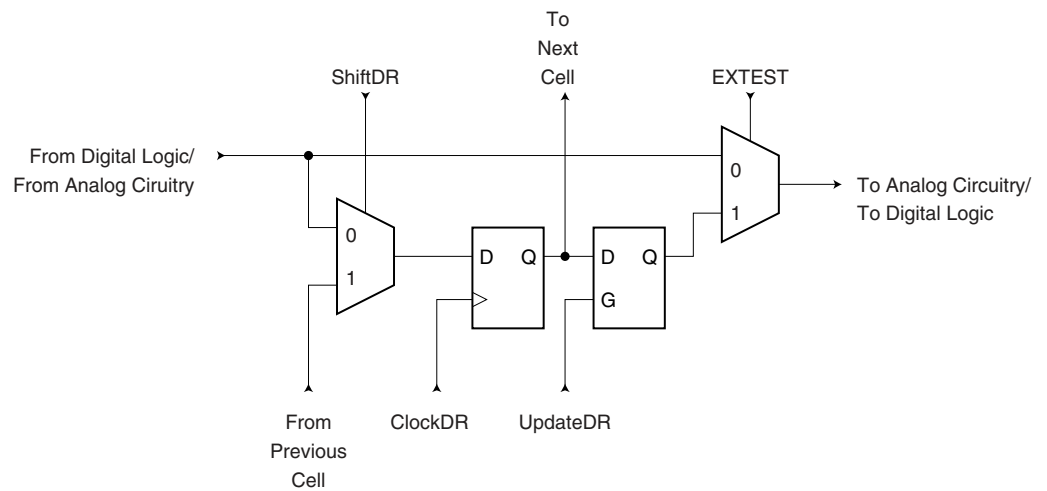 To
Next
Cell
ShiftDR
EXTEST
From Digital Logic/
From Analog Ciruitry
0
1
To Analog Circuitry/
To Digital Logic
0
1
D Q
D Q
G
From
Previous
Cell
ClockDR
UpdateDR